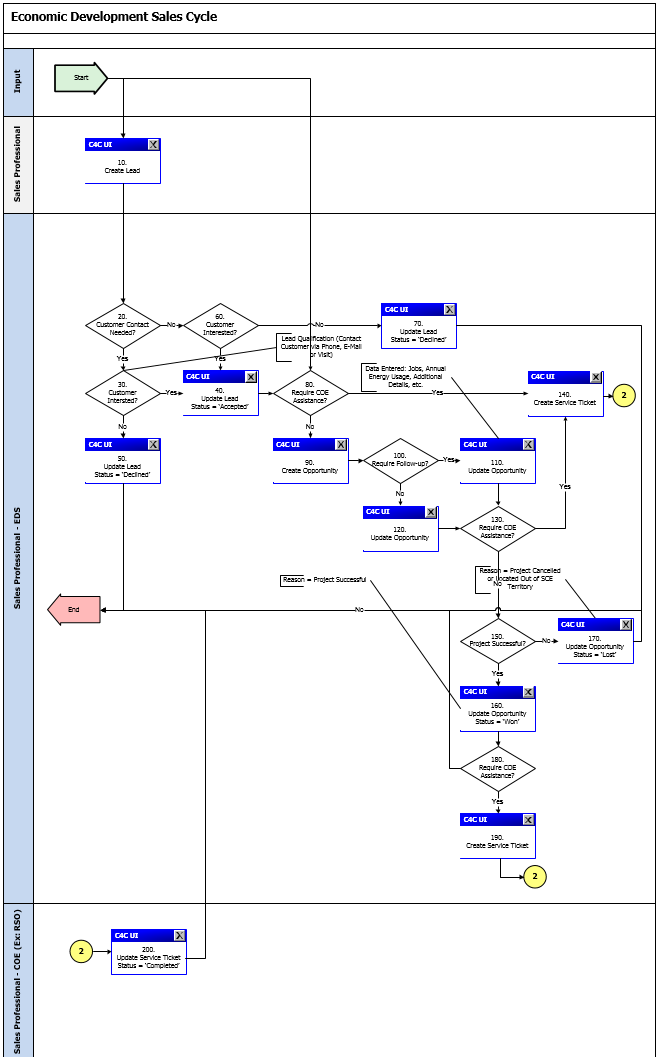 Economic Development Sales Cycle
Input
Start
Sales Professional
C4C UI X
10.
Create Lead
Sales Professional - EDS
20.
Customer Contact
Needed?
No
60.
Customer
Interested?
No
C4C UI X
70.
Update Lead
Status = 'Declined'
Lead Qualification (Contact
Customer via Phone, E-Mail
or Visit)
Yes
Yes
30.
Customer
Intersted?
Yes
C4C UI X
40.
Update Lead
Status = 'Accepted'
80.
Require COE
Assistance?
Yes
Data Entered: Jobs, Annual
Energy Usage, Additional
Details, etc.
C4C UI X
140.
Create Service Ticket
2
No
No
C4C UI X
50.
Update Lead
Status = 'Declined'
C4C UI X
90.
Create Opportunity
100.
Require Follow-up?
Yes
C4C UI X
110.
Update Opportunity
Yes
No
C4C UI X
120.
Update Opportunity
130.
Require COE
Assistance?
Reason = Project Successful
Reason = Project Cancelled
or Located Out of SCE
Territory
No
End
No
150.
Project Successful?
No
C4C UI X
170.
Update Opportunity
Status = 'Lost'
Yes
C4C UI X
160.
Update Opportunity
Status = 'Won'
180.
Require COE
Assistance?
Yes
C4C UI X
190.
Create Service Ticket
2
Sales Professional - COE (Ex: RSO)
2
C4C UI X
200.
Update Service Ticket
Status = 'Completed'